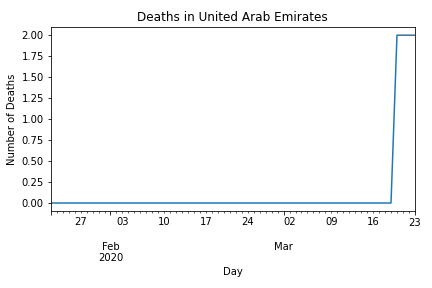 Deaths in United Arab Emirates
2.00
1.75
1.50
1.25
1.00
0.75
0.50
0.25
0.00
Number of Deaths
27 03 10 17 24 02 09 16 23
Feb Mar
2020
Day